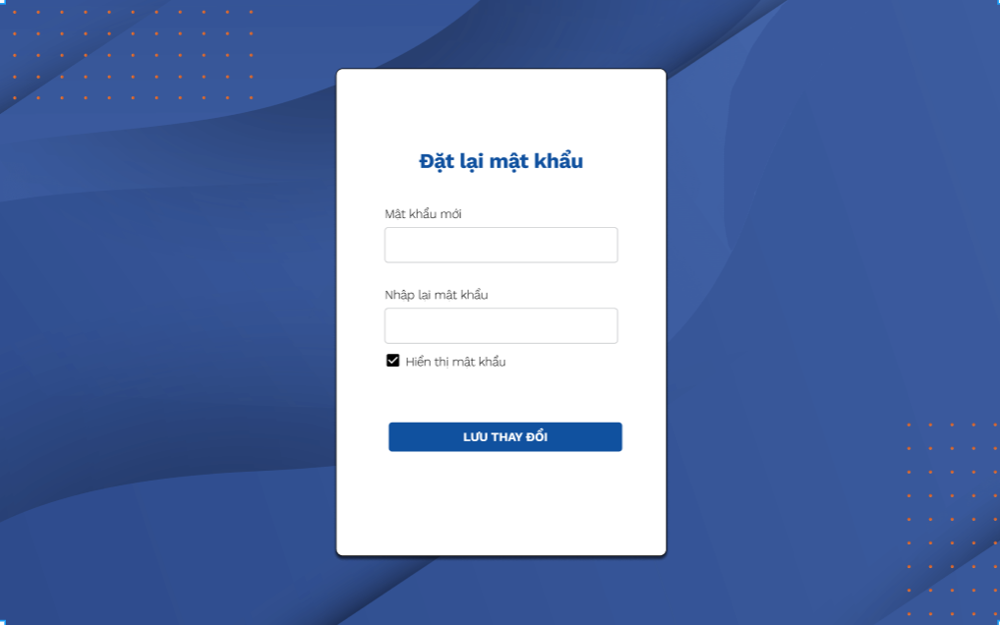 Đặt lại mật khẩu
Mật khẩu mới
Nhập lại mật khẩu
Hiển thị mật khẩu
LƯU THAY ĐỔI